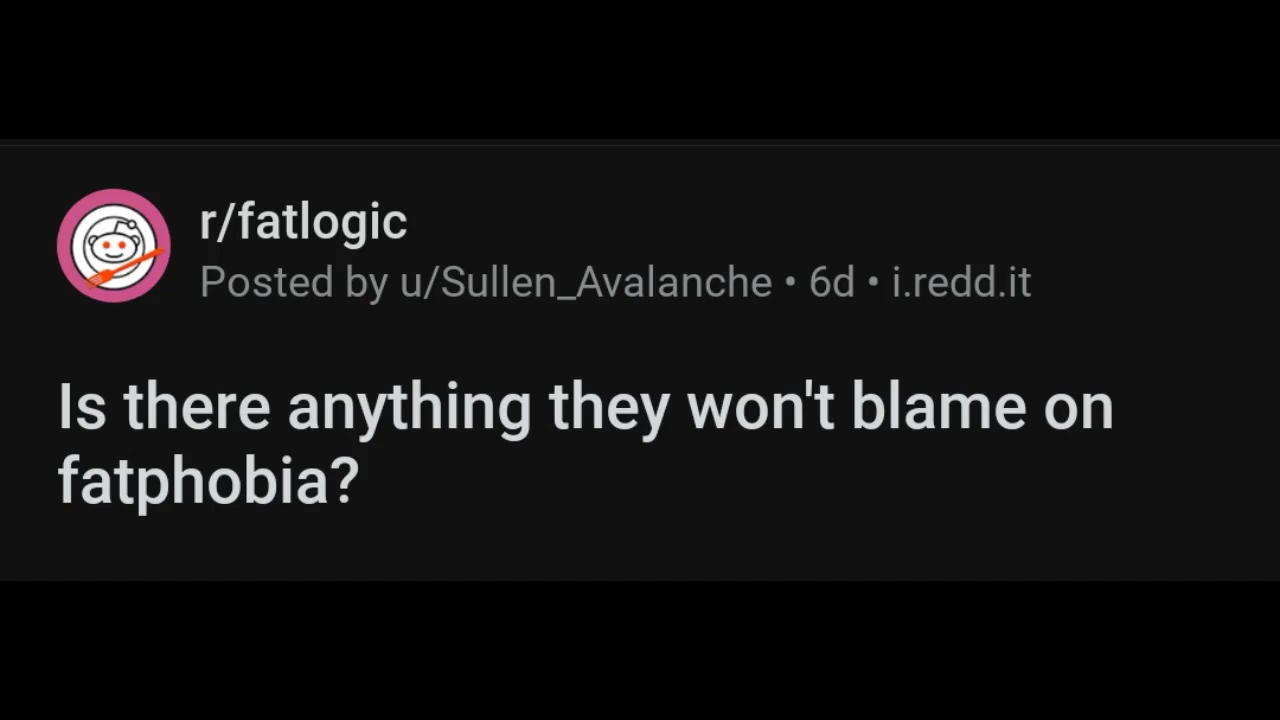 r/fatlogic
Posted by u/Sullen_Avalanche • 6d • i.redd.it
Is there anything they won't blame on
fatphobia?